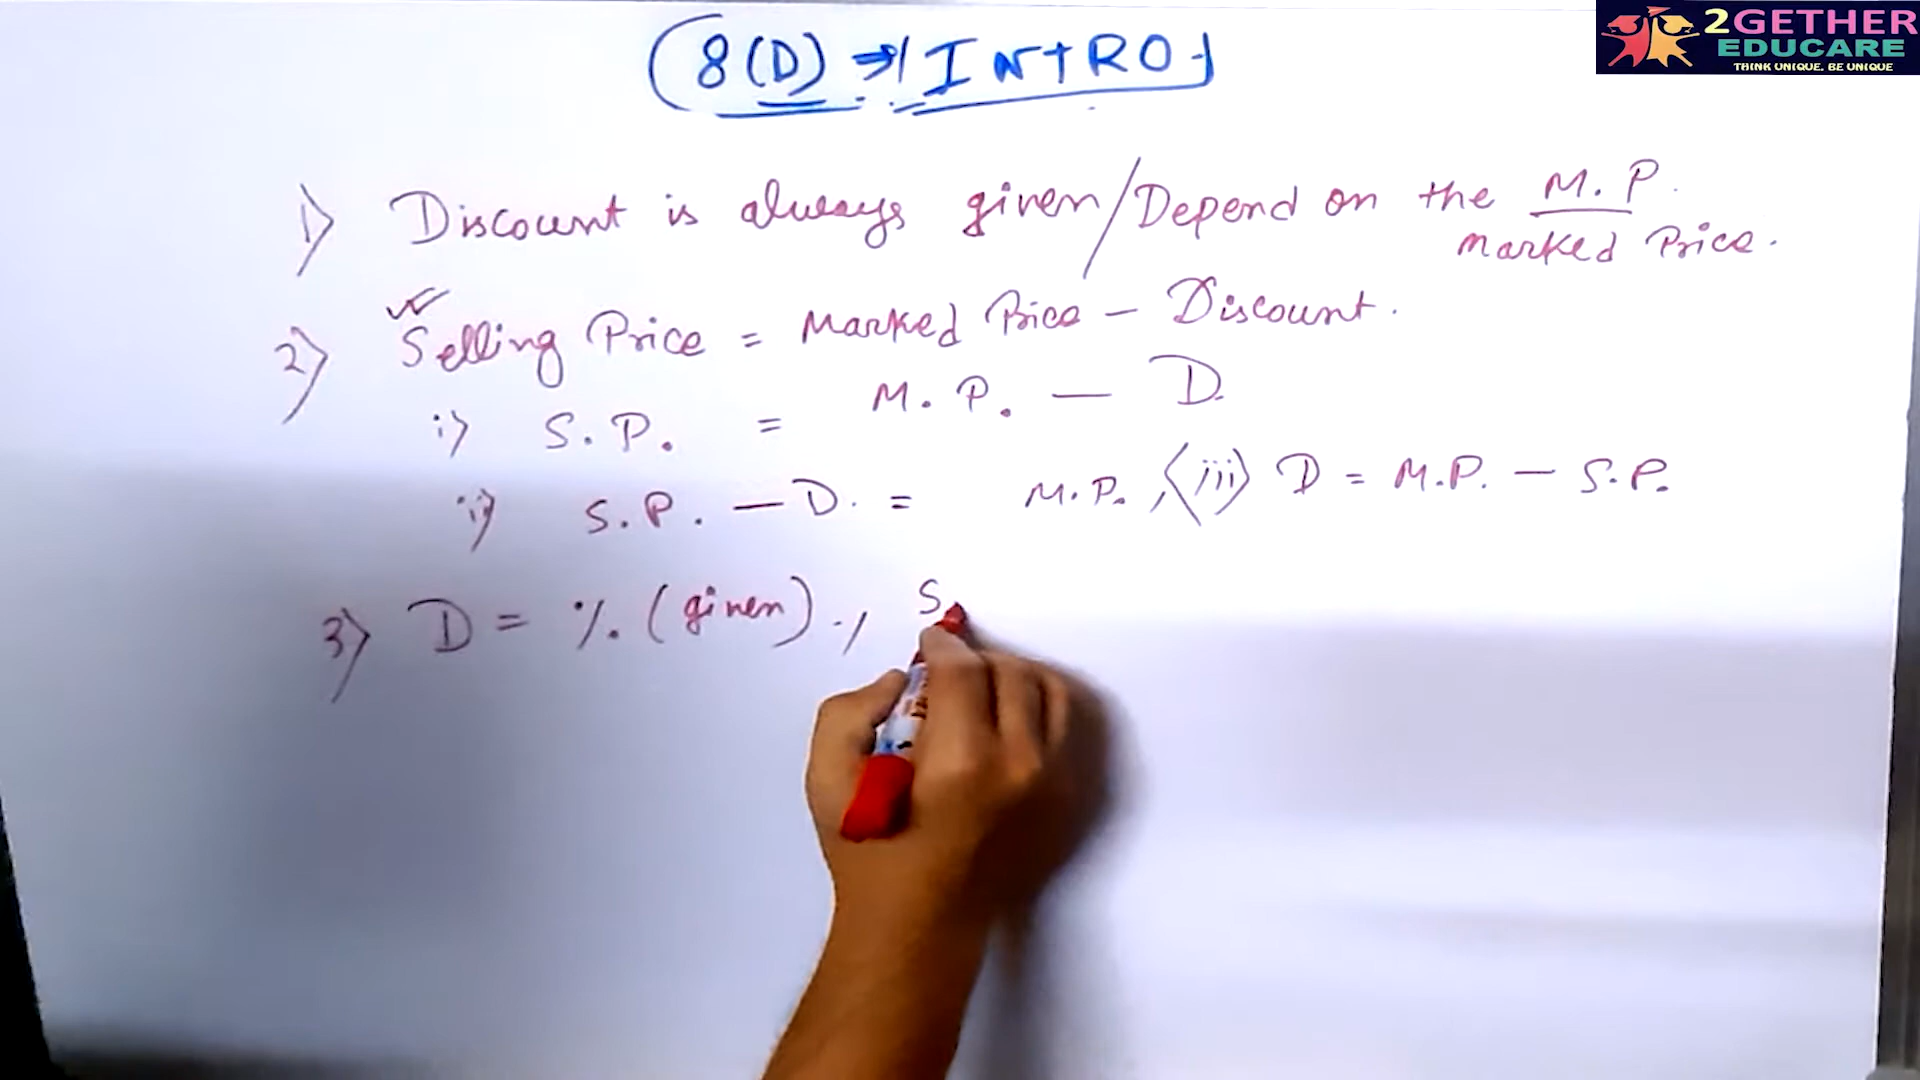 2GETHER
EDUCARE
THINK UNIQUE. BE UNIQUE
8(D) ⇒ INTRO
1) Discount is always given/Depend on the M.P.
Marked Price.
2) Selling Price = Marked Price - Discount.
i) S.P. = M.P. - D.
ii) S.P. - D. = M.P., (iii) D = M.P. - S.P.
3) D = %. (given)., S.